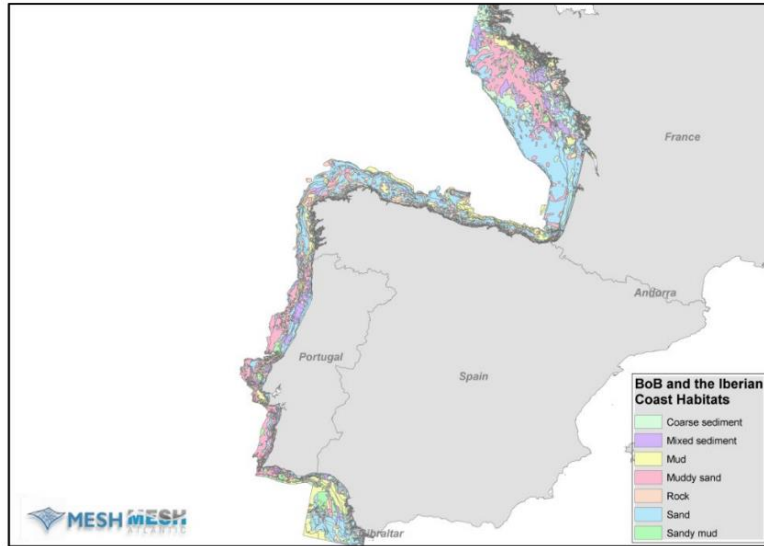 France
Andorra
Portugal
Spain
Gibraltar
BoB and the Iberian
Coast Habitats
Coarse sediment
Mixed sediment
Mud
Muddy sand
Rock
Sand
Sandy mud
MESH MESH